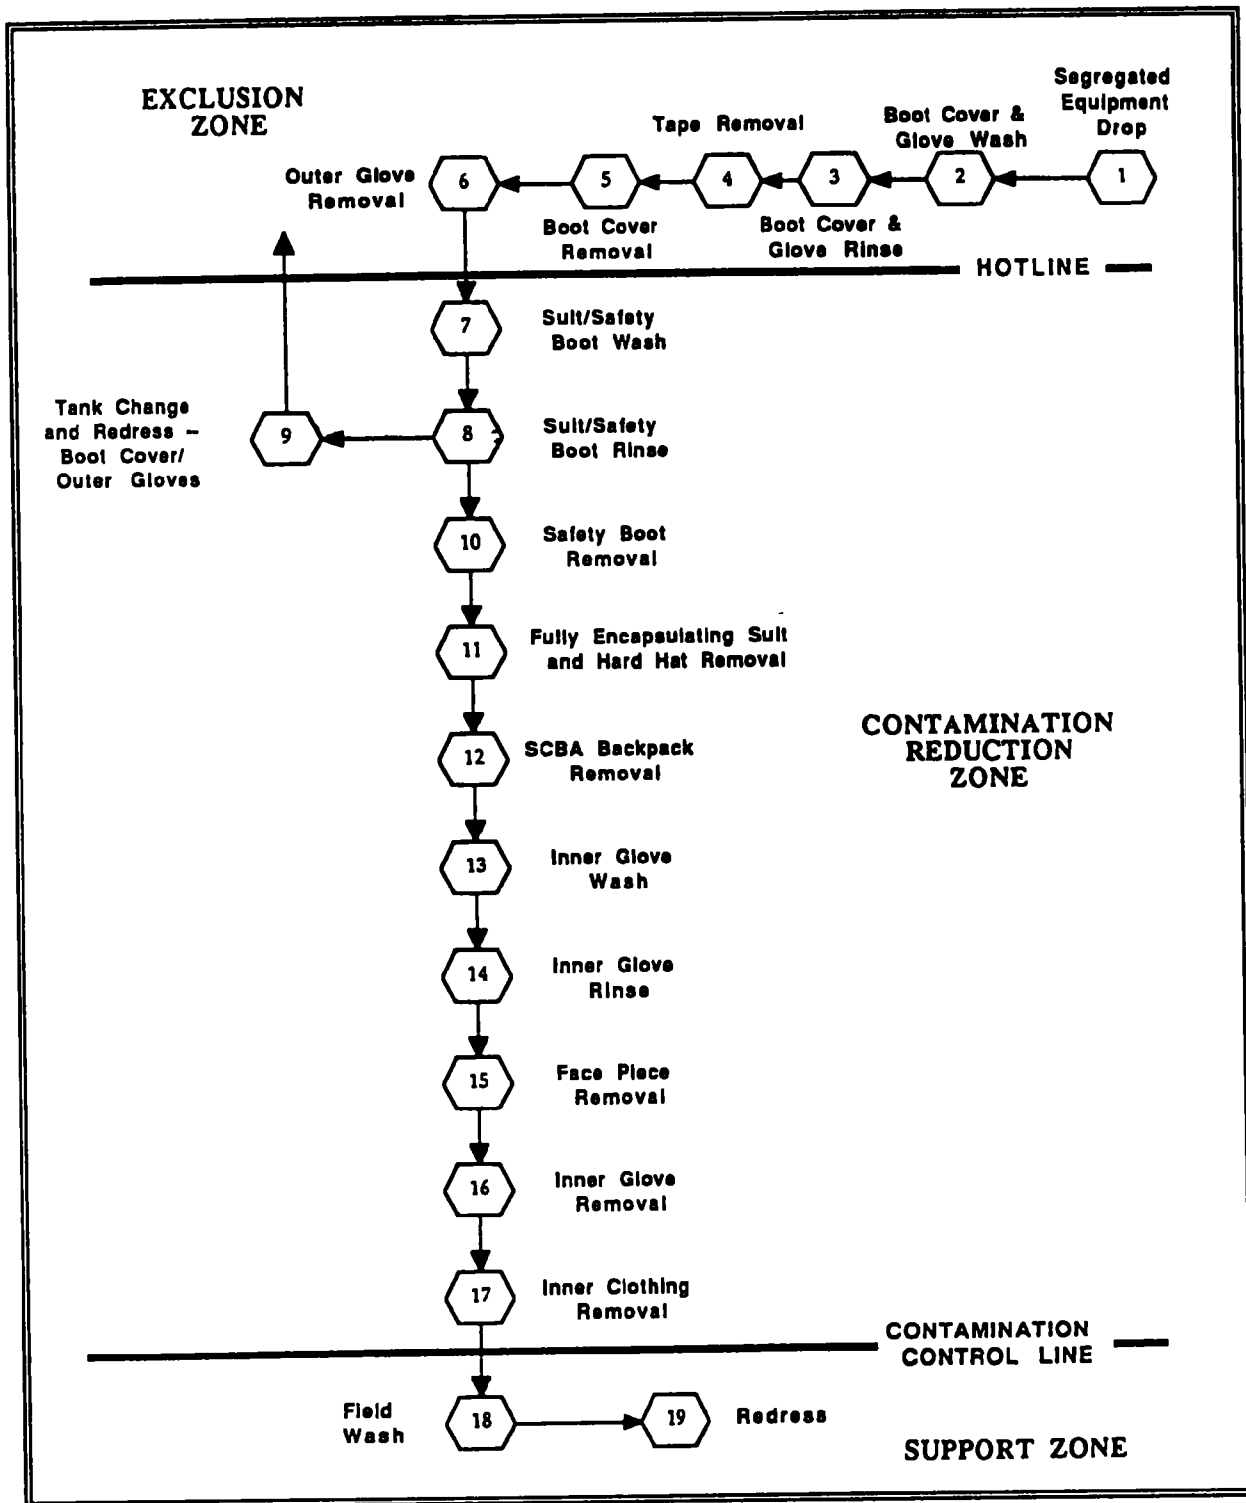 EXCLUSION
ZONE
Segregated
Equipment
Drop
1
Boot Cover &
Glove Wash
2
3
Boot Cover &
Glove Rinse
Tape Removal
4
5
Boot Cover
Removal
Outer Glove
Removal
6
HOTLINE
7
Suit/Safety
Boot Wash
8
Suit/Safety
Boot Rinse
Tank Change
and Redress –
Boot Cover/
Outer Gloves
9
10
Safety Boot
Removal
11
Fully Encapsulating Suit
and Hard Hat Removal
CONTAMINATION
REDUCTION
ZONE
12
SCBA Backpack
Removal
13
Inner Glove
Wash
14
Inner Glove
Rinse
15
Face Piece
Removal
16
Inner Glove
Removal
17
Inner Clothing
Removal
CONTAMINATION
CONTROL LINE
Field
Wash
18
19
Redress
SUPPORT ZONE